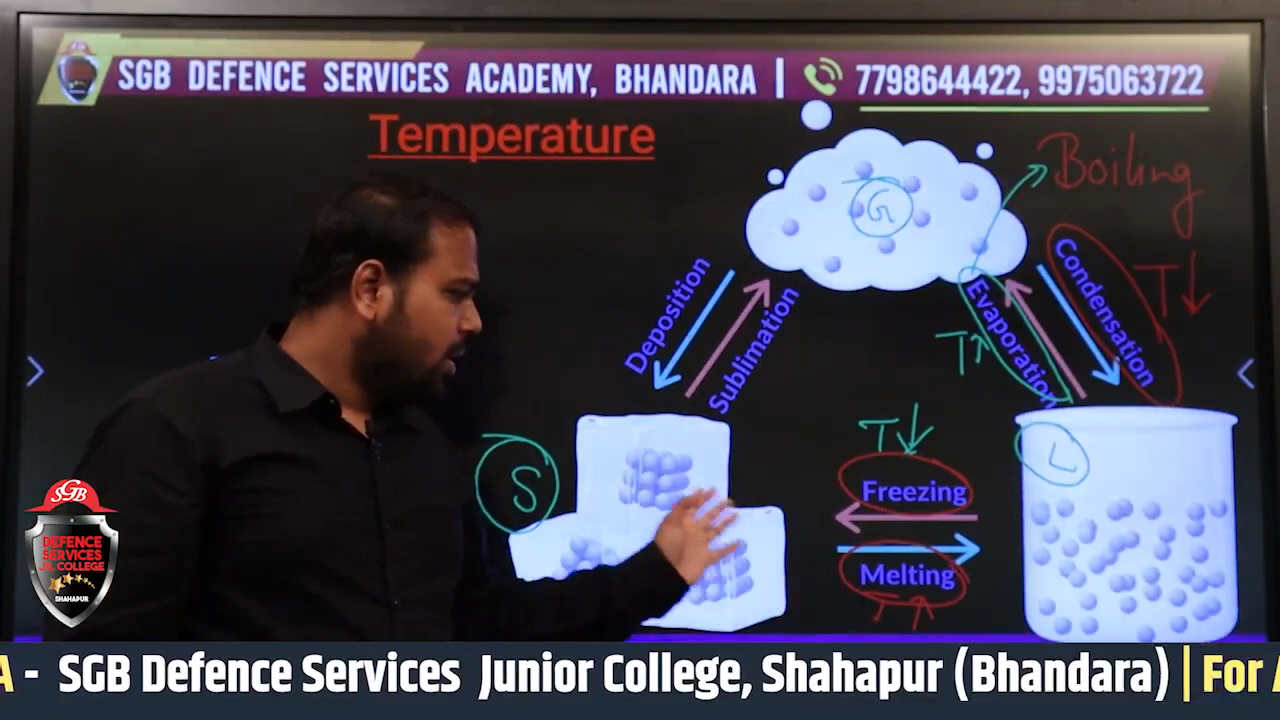 SGB DEFENCE SERVICES ACADEMY, BHANDARA | 7798644422, 9975063722
Temperature
Boiling
G
Deposition
Sublimation
Evaporation
Condensation
T↑
T↓
S
L
T↓
Freezing
Melting
T↑
SGB
DEFENCE
SERVICES
JR. COLLEGE
SHAHAPUR
A - SGB Defence Services Junior College, Shahapur (Bhandara) | For A